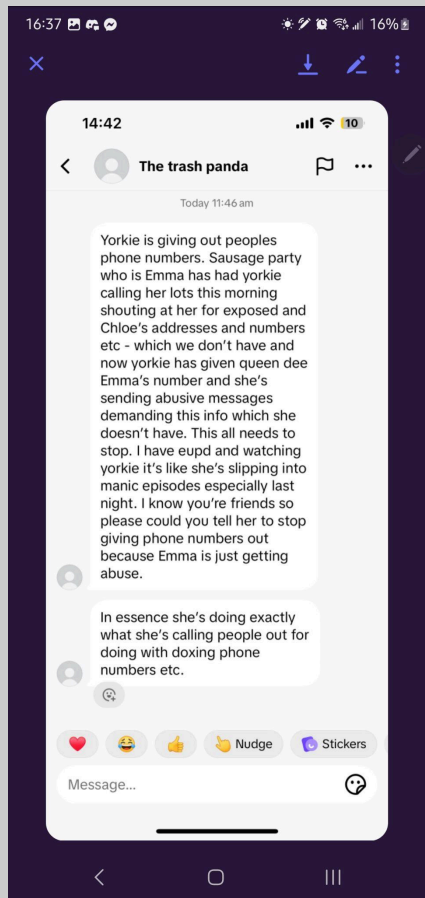 16:37
16%
14:42
10
The trash panda
Today 11:46 am
Yorkie is giving out peoples
phone numbers. Sausage party
who is Emma has had yorkie
calling her lots this morning
shouting at her for exposed and
Chloe's addresses and numbers
etc - which we don't have and
now yorkie has given queen dee
Emma's number and she's
sending abusive messages
demanding this info which she
doesn't have. This all needs to
stop. I have eupd and watching
yorkie it's like she's slipping into
manic episodes especially last
night. I know you're friends so
please could you tell her to stop
giving phone numbers out
because Emma is just getting
abuse.
In essence she's doing exactly
what she's calling people out for
doing with doxing phone
numbers etc.
Nudge
Stickers
Message...